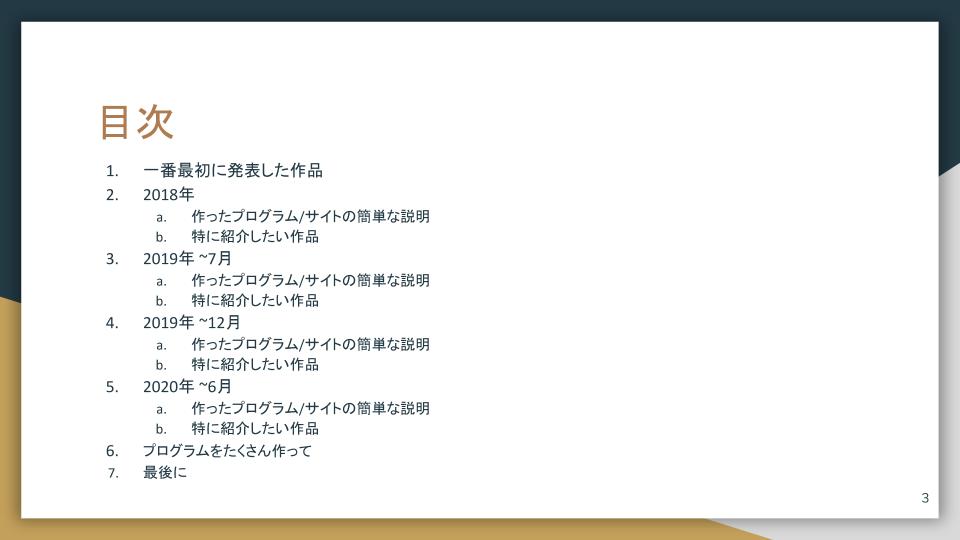 目次
1. 一番最初に発表した作品
2. 2018年
a. 作ったプログラム/サイトの簡単な説明
b. 特に紹介したい作品
3. 2019年 ~7月
a. 作ったプログラム/サイトの簡単な説明
b. 特に紹介したい作品
4. 2019年 ~12月
a. 作ったプログラム/サイトの簡単な説明
b. 特に紹介したい作品
5. 2020年 ~6月
a. 作ったプログラム/サイトの簡単な説明
b. 特に紹介したい作品
6. プログラムをたくさん作って
7. 最後に
3